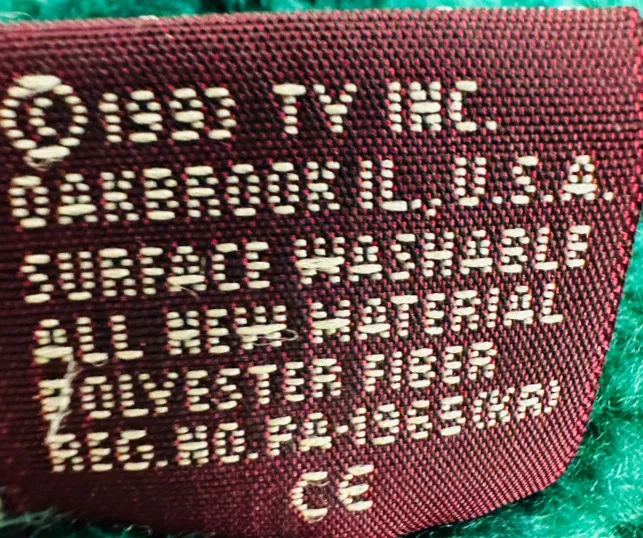 © 1993 TY INC.
OAKBROOK IL., U.S.A.
SURFACE WASHABLE
ALL NEW MATERIAL
POLYESTER FIBER
REG.NO.PA-1965(KR)
CE